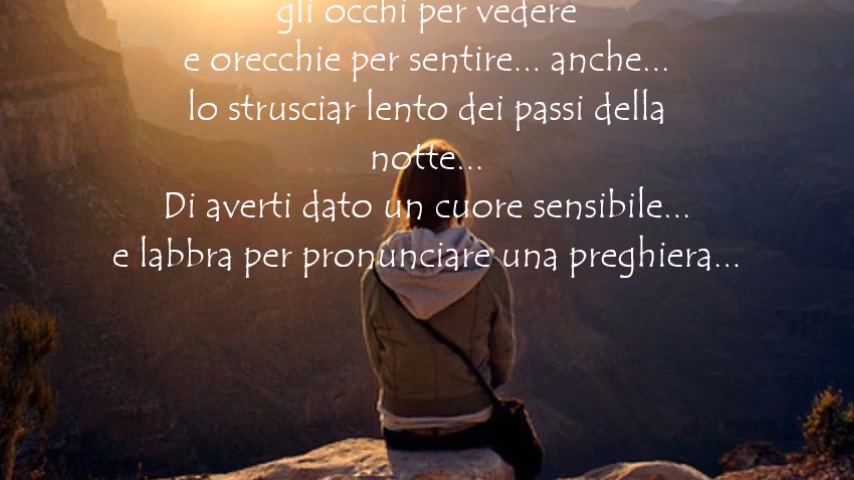 gli occhi per vedere
e orecchie per sentire... anche...
lo strusciar lento dei passi della
notte...
Di averti dato un cuore sensibile...
e labbra per pronunciare una preghiera...